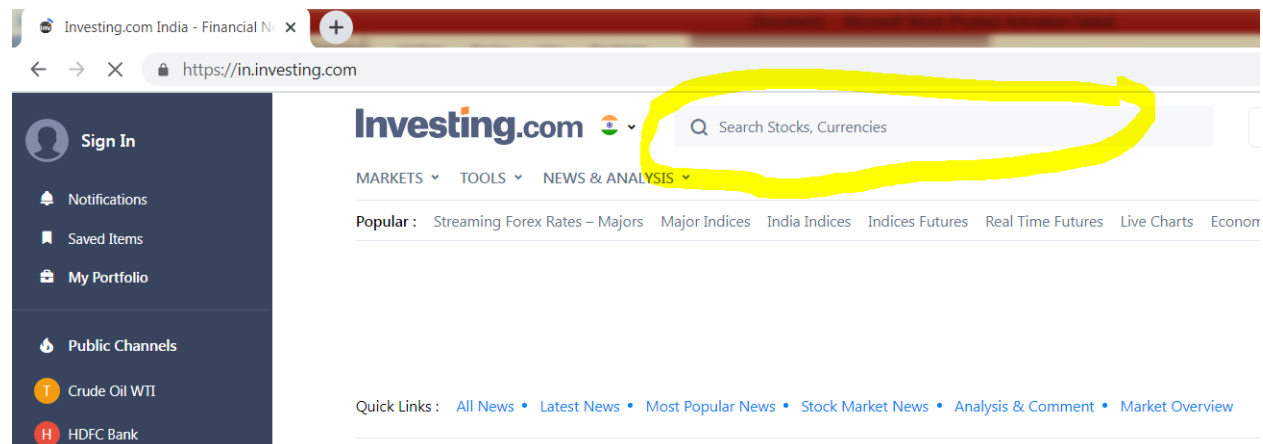 Investing.com India - Financial N
https://in.investing.com
Sign In
Notifications
Saved Items
My Portfolio
Public Channels
T Crude Oil WTI
H HDFC Bank
Investing.com
Search Stocks, Currencies
MARKETS TOOLS NEWS & ANALYSIS
Popular : Streaming Forex Rates – Majors Major Indices India Indices Indices Futures Real Time Futures Live Charts Econom
Quick Links : All News • Latest News • Most Popular News • Stock Market News • Analysis & Comment • Market Overview